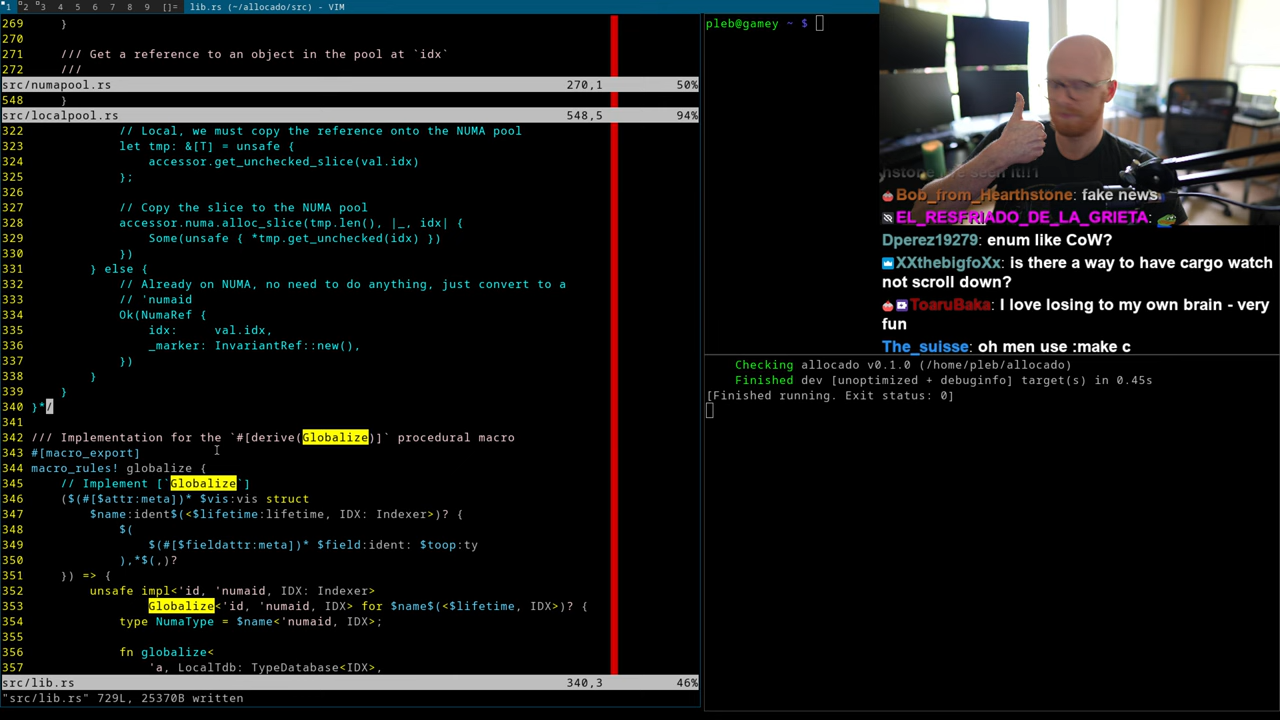 1 2 3 4 5 6 7 8 9 []= lib.rs (~/allocado/src) - VIM
269     }
270
271     /// Get a reference to an object in the pool at `idx`
272     ///
src/numapool.rs 270,1 50%
548     }
src/localpool.rs 548,5 94%
322             // Local, we must copy the reference onto the NUMA pool
323             let tmp: &[T] = unsafe {
324                 accessor.get_unchecked_slice(val.idx)
325             };
326
327             // Copy the slice to the NUMA pool
328             accessor.numa.alloc_slice(tmp.len(), |_, idx| {
329                 Some(unsafe { *tmp.get_unchecked(idx) })
330             })
331         } else {
332             // Already on NUMA, no need to do anything, just convert to a
333             // 'numaid
334             Ok(NumaRef {
335                 idx:     val.idx,
336                 _marker: InvariantRef::new(),
337             })
338         }
339     }
340 }*/
341
342 /// Implementation for the `#[derive(Globalize)]` procedural macro
343 #[macro_export]
344 macro_rules! globalize {
345     // Implement [`Globalize`]
346     ($(#[$attr:meta])* $vis:vis struct
347         $name:ident$(<$lifetime:lifetime, IDX: Indexer>)? {
348             $(
349                 $(#[$fieldattr:meta])* $field:ident: $toop:ty
350             ),*$(,)?
351     }) => {
352         unsafe impl<'id, 'numaid, IDX: Indexer>
353                 Globalize<'id, 'numaid, IDX> for $name$(<$lifetime, IDX>)? {
354             type NumaType = $name<'numaid, IDX>;
355
356             fn globalize<
357                 'a, LocalTdb: TypeDatabase<IDX>,
src/lib.rs 340,3 46%
"src/lib.rs" 729L, 25370B written
pleb@gamey ~ $
Checking allocado v0.1.0 (/home/pleb/allocado)
Finished dev [unoptimized + debuginfo] target(s) in 0.45s
[Finished running. Exit status: 0]
Bob_from_Hearthstone: fake news
EL_RESFRIADO_DE_LA_GRIETA:
Dperez19279: enum like CoW?
XXthebigfoXx: is there a way to have cargo watch
not scroll down?
ToaruBaka: I love losing to my own brain - very
fun
The_suisse: oh men use :make c